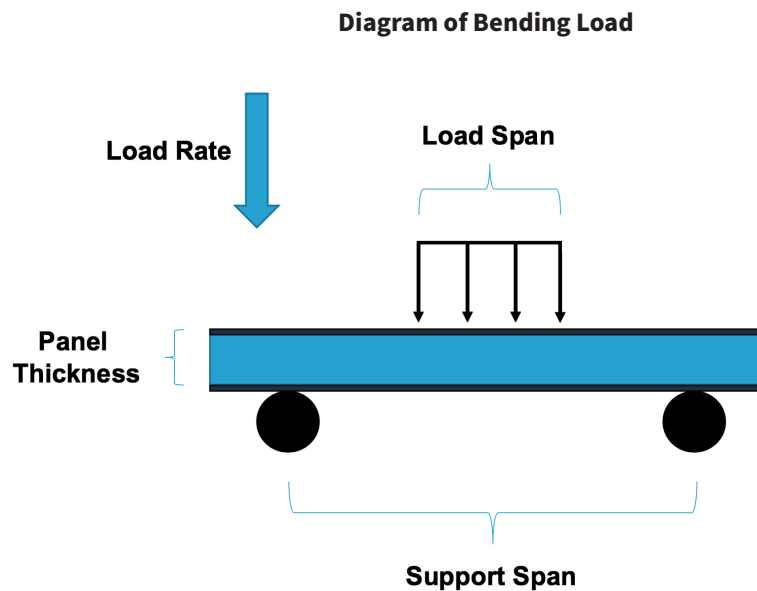 Diagram of Bending Load
Load Span
Load Rate
Panel
Thickness
Support Span